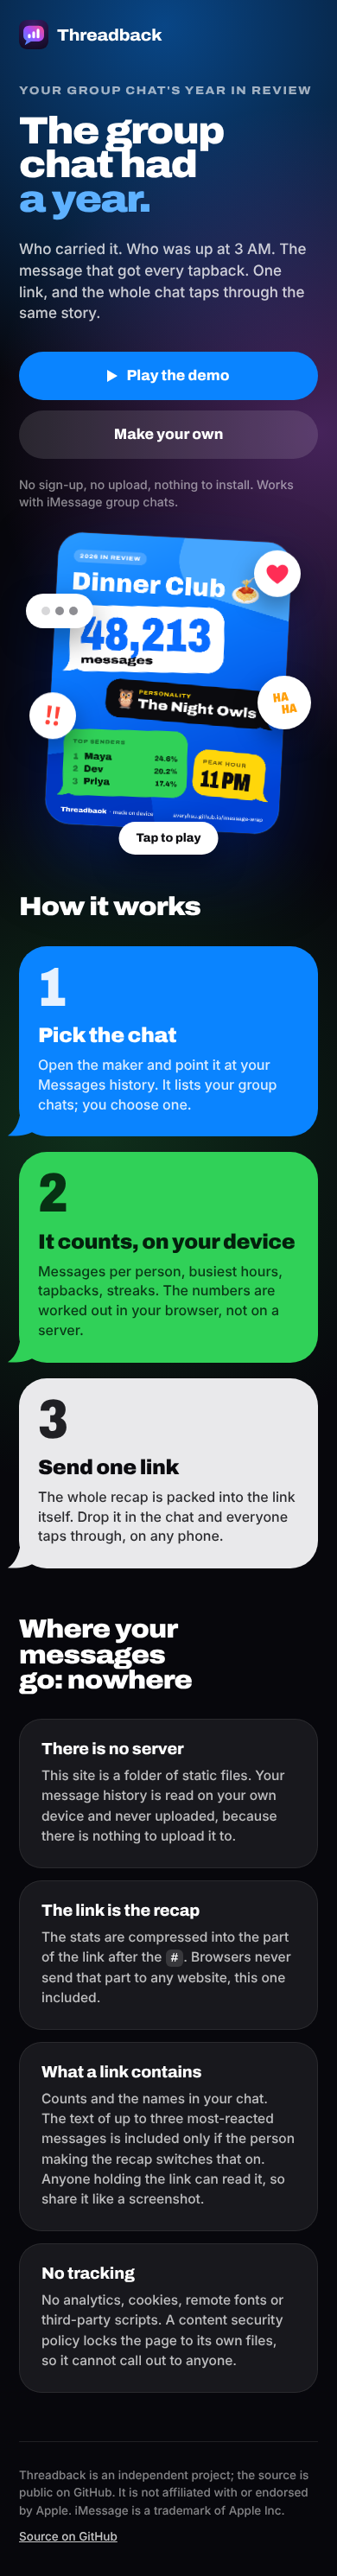 Threadback
YOUR GROUP CHAT'S YEAR IN REVIEW
The group
chat had
a year.
Who carried it. Who was up at 3 AM. The
message that got every tapback. One
link, and the whole chat taps through the
same story.
Play the demo
Make your own
No sign-up, no upload, nothing to install. Works
with iMessage group chats.
2026 IN REVIEW
Dinner Club
48,213
messages
PERSONALITY
The Night Owls
!!
HA
HA
TOP SENDERS
1 Maya 24.6%
2 Dev 20.2%
3 Priya 17.4%
PEAK HOUR
11 PM
Threadback · made on device
Tap to play
How it works
1
Pick the chat
Open the maker and point it at your
Messages history. It lists your group
chats; you choose one.
2
It counts, on your device
Messages per person, busiest hours,
tapbacks, streaks. The numbers are
worked out in your browser, not on a
server.
3
Send one link
The whole recap is packed into the link
itself. Drop it in the chat and everyone
taps through, on any phone.
Where your
messages
go: nowhere
There is no server
This site is a folder of static files. Your
message history is read on your own
device and never uploaded, because
there is nothing to upload it to.
The link is the recap
The stats are compressed into the part
of the link after the #. Browsers never
send that part to any website, this one
included.
What a link contains
Counts and the names in your chat.
The text of up to three most-reacted
messages is included only if the person
making the recap switches that on.
Anyone holding the link can read it, so
share it like a screenshot.
No tracking
No analytics, cookies, remote fonts or
third-party scripts. A content security
policy locks the page to its own files,
so it cannot call out to anyone.
Threadback is an independent project; the source is
public on GitHub. It is not affiliated with or endorsed
by Apple. iMessage is a trademark of Apple Inc.
Source on GitHub